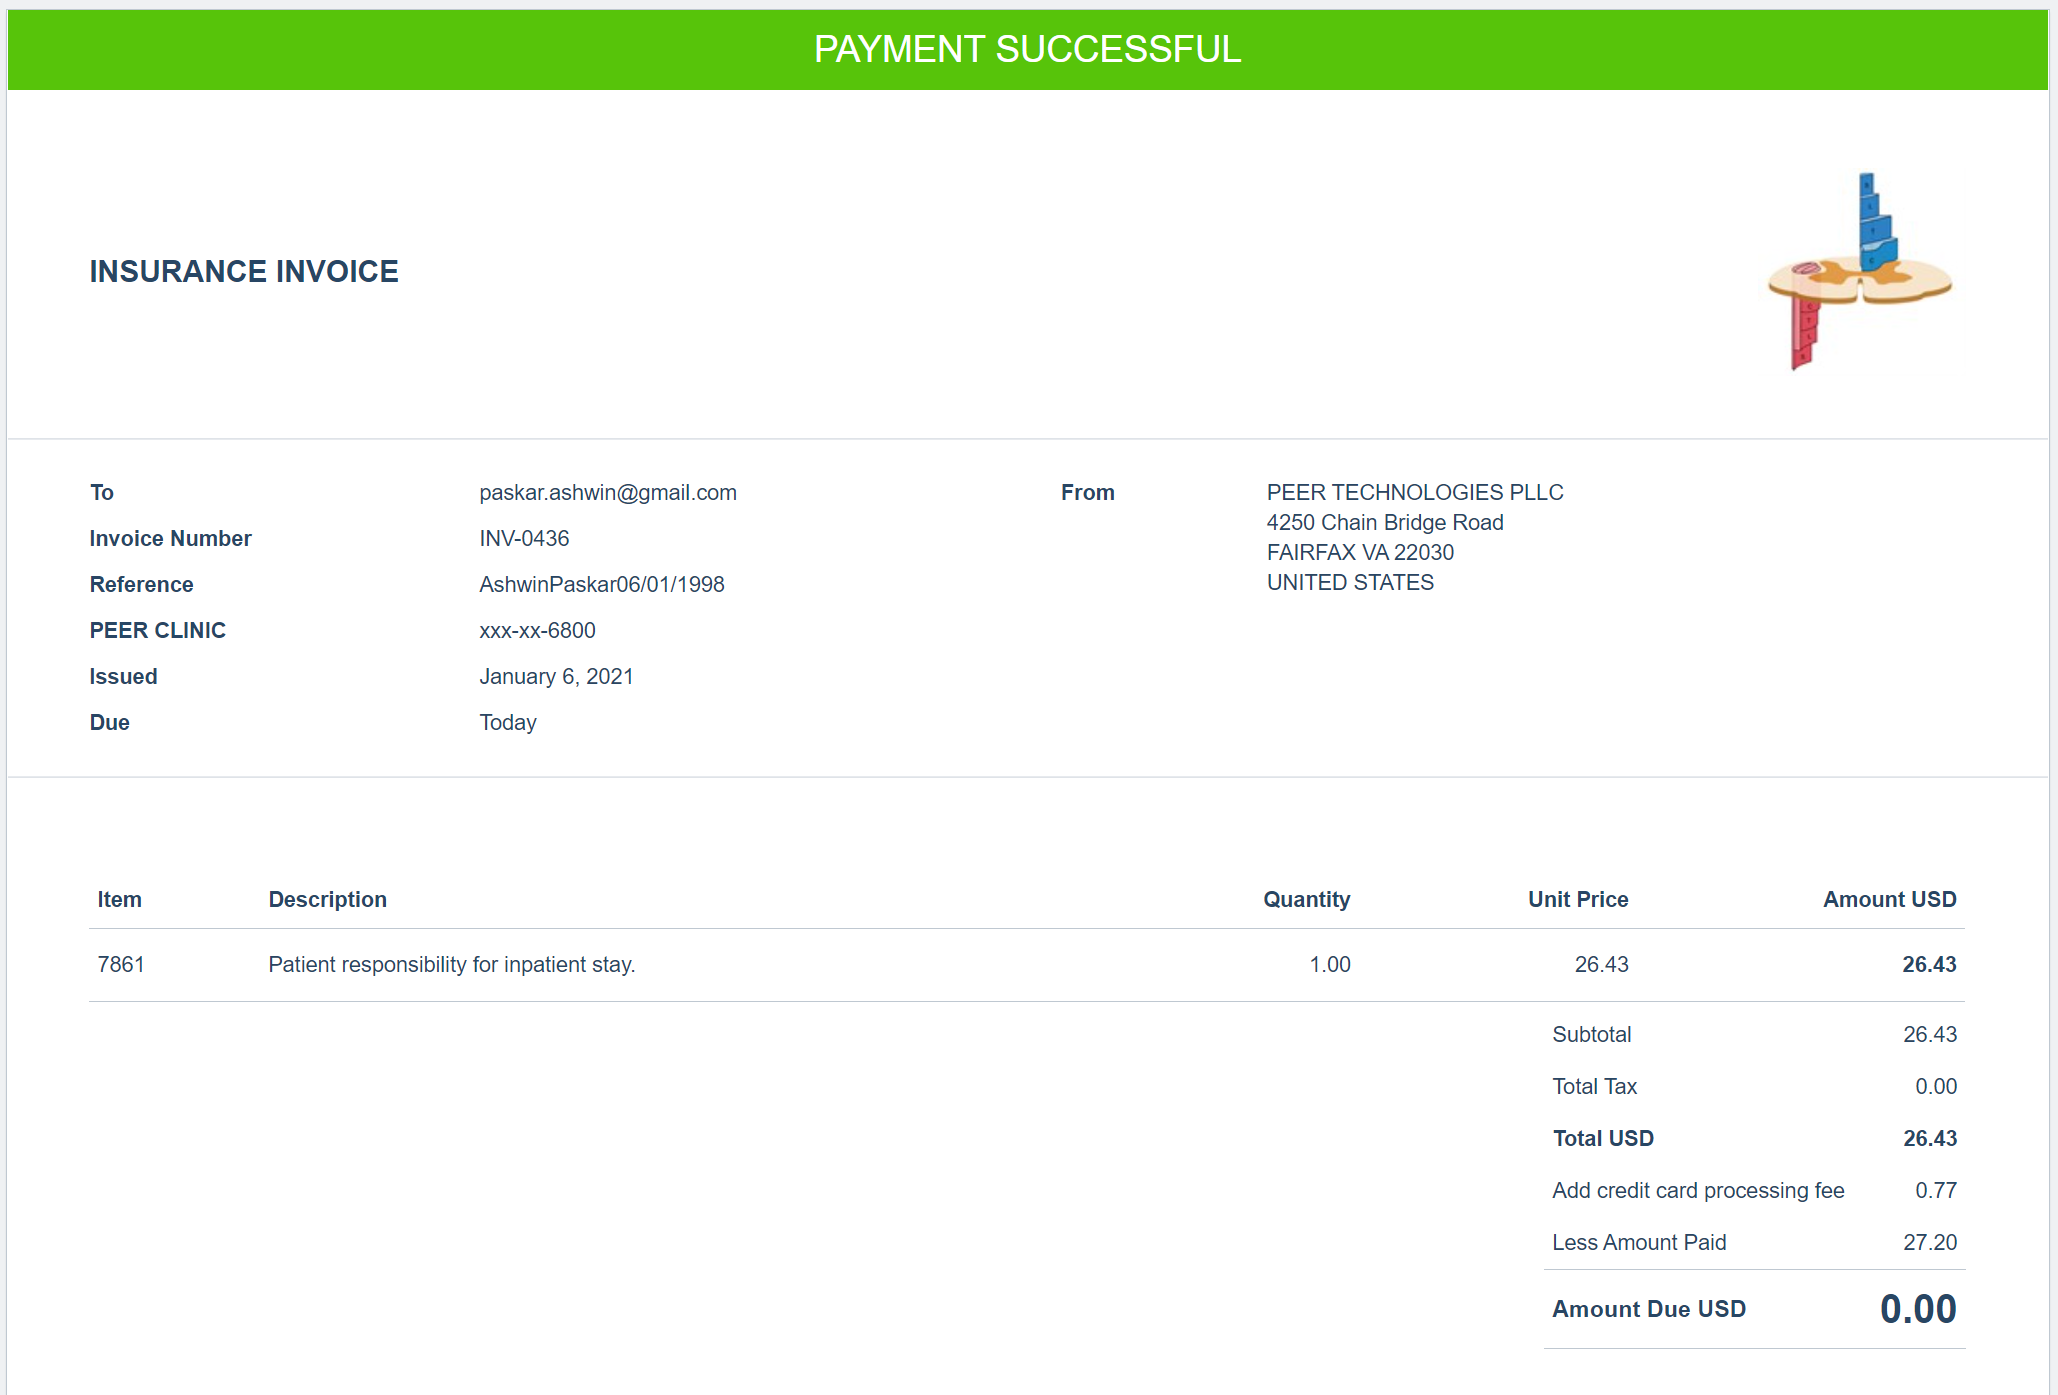 PAYMENT SUCCESSFUL
INSURANCE INVOICE
To paskar.ashwin@gmail.com
Invoice Number INV-0436
Reference AshwinPaskar06/01/1998
PEER CLINIC xxx-xx-6800
Issued January 6, 2021
Due Today
From PEER TECHNOLOGIES PLLC
4250 Chain Bridge Road
FAIRFAX VA 22030
UNITED STATES
Item Description Quantity Unit Price Amount USD
7861 Patient responsibility for inpatient stay. 1.00 26.43 26.43
Subtotal 26.43
Total Tax 0.00
Total USD 26.43
Add credit card processing fee 0.77
Less Amount Paid 27.20
Amount Due USD 0.00